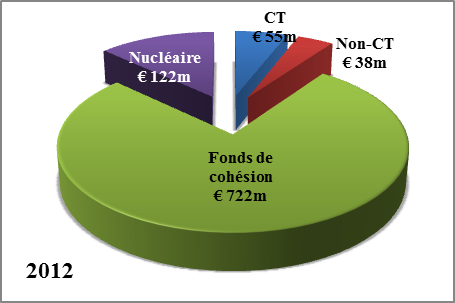 CT
€ 55m
Non-CT
€ 38m
Nucléaire
€ 122m
Fonds de
cohésion
€ 722m
2012